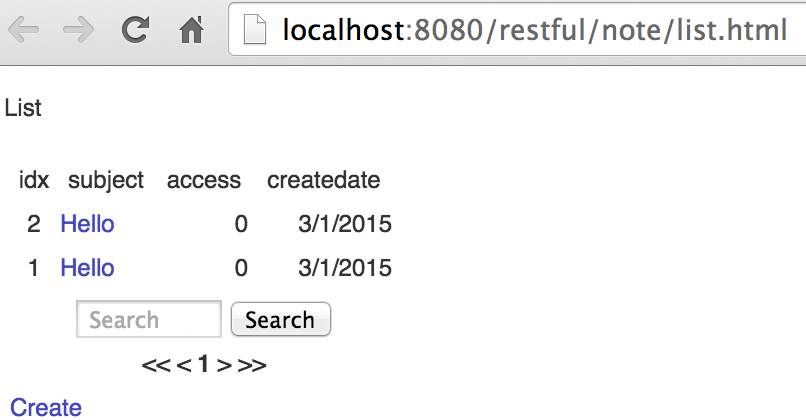 localhost:8080/restful/note/list.html
List
idx subject access createdate
2 Hello 0 3/1/2015
1 Hello 0 3/1/2015
Search Search
<< < 1 > >>
Create